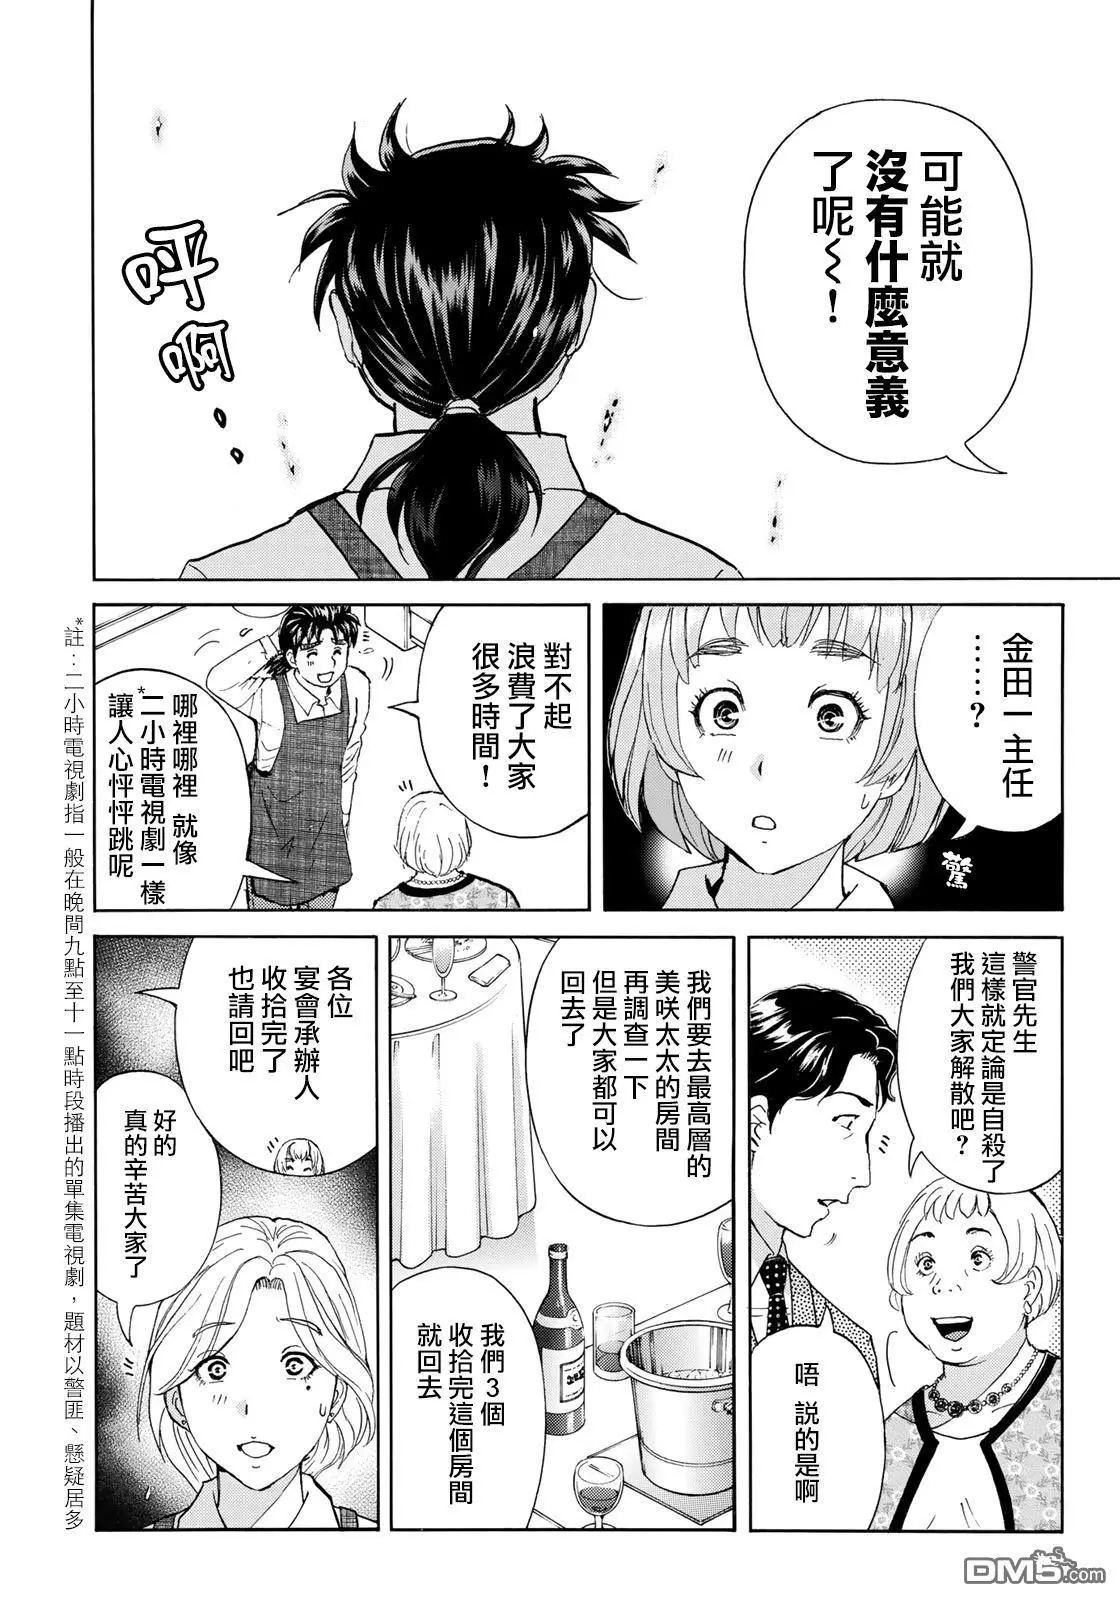 可能就
沒有什麼意義
了呢～！
呼
啊
金田一主任
……？
驚
對不起
浪費了大家
很多時間！
哪裡哪裡 就像
*二小時電視劇一樣
讓人心怦怦跳呢
警官先生
這樣就定論是自殺了
我們大家解散吧？
唔 說的是啊
我們要去最高層的
美咲太太的房間
再調查一下
但是大家都可以
回去了
我們3個
收拾完這個房間
就回去
各位
宴會承辦人
收拾完了
也請回吧
好的
真的辛苦大家了
*註：二小時電視劇指一般在晚間九點至十一點時段播出的單集電視劇，題材以警匪、懸疑居多
DM5.com